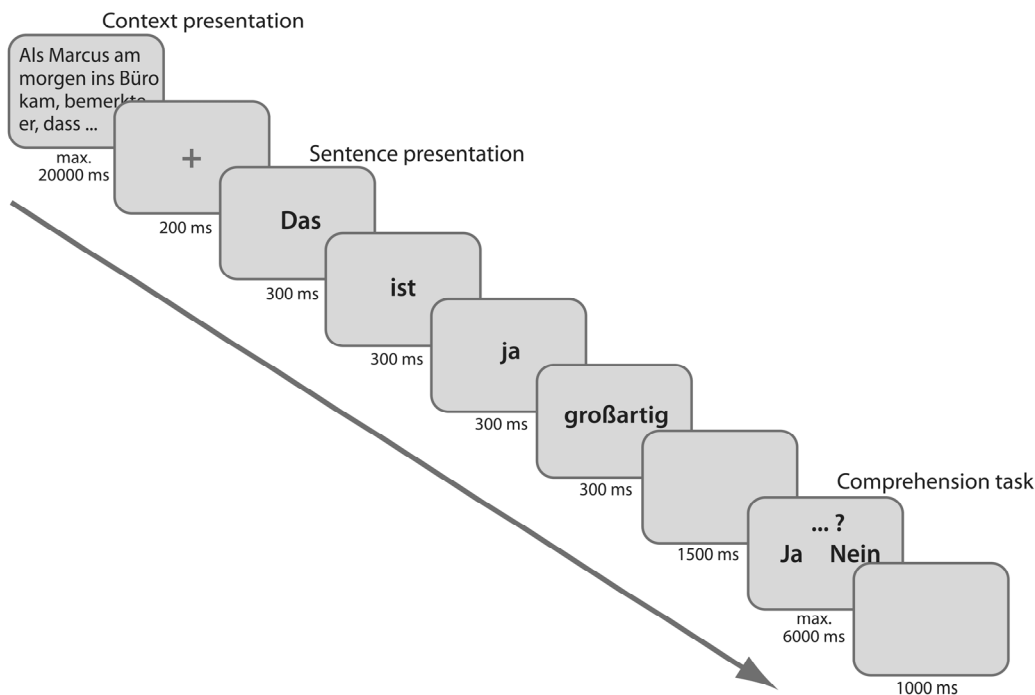 Context presentation
Als Marcus am
morgen ins Büro
kam, bemerkte
er, dass ...
max.
20000 ms
+
200 ms
Sentence presentation
Das
300 ms
ist
300 ms
ja
300 ms
großartig
300 ms
1500 ms
Comprehension task
... ?
Ja Nein
max.
6000 ms
1000 ms